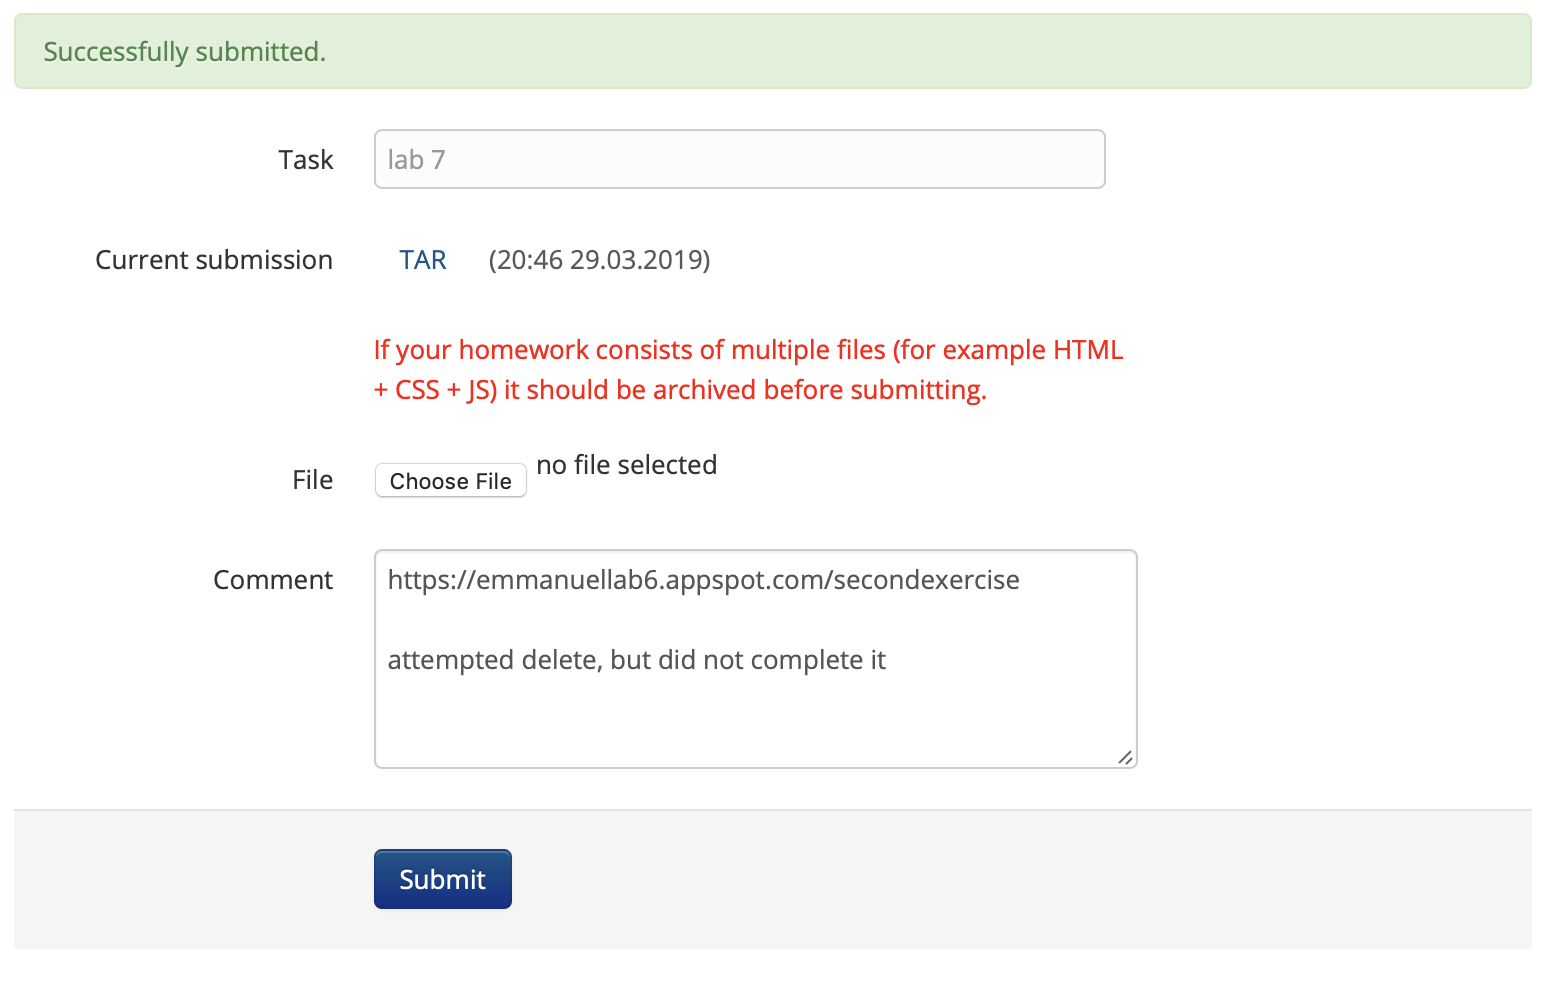 Successfully submitted.
Task
lab 7
Current submission
TAR (20:46 29.03.2019)
If your homework consists of multiple files (for example HTML
+ CSS + JS) it should be archived before submitting.
File
Choose File no file selected
Comment
https://emmanuellab6.appspot.com/secondexercise
attempted delete, but did not complete it
Submit